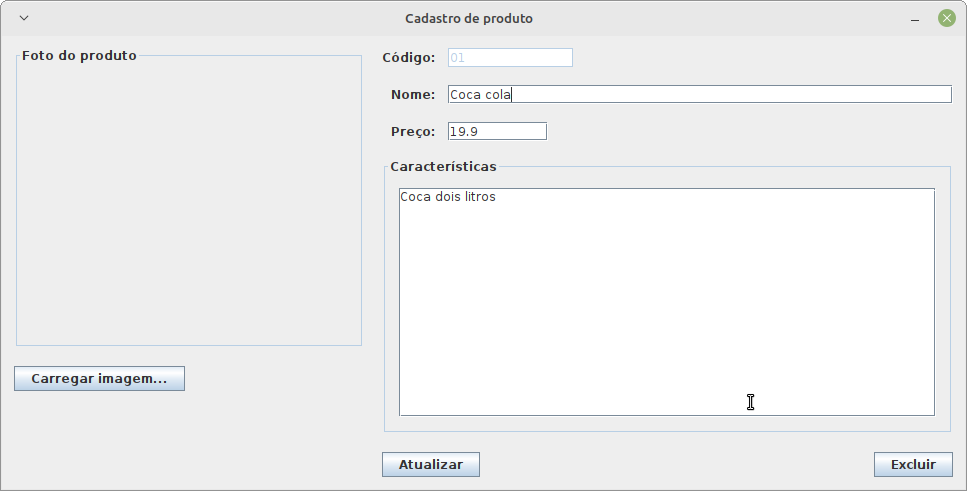 Cadastro de produto
Foto do produto
Código: 01
Nome: Coca cola
Preço: 19.9
Características
Coca dois litros
Carregar imagem...
Atualizar
Excluir